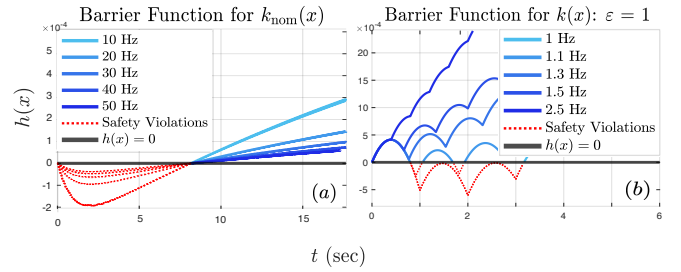 Barrier Function for k_nom(x)
×10⁻⁴
5
4
3
2
1
0
-1
-2
0
5
10
15
10 Hz
20 Hz
30 Hz
40 Hz
50 Hz
Safety Violations
h(x) = 0
(a)
h(x)
Barrier Function for k(x): ε = 1
×10⁻⁴
20
15
10
5
0
-5
0
1
2
3
4
5
6
1 Hz
1.1 Hz
1.3 Hz
1.5 Hz
2.5 Hz
Safety Violations
h(x) = 0
(b)
t (sec)